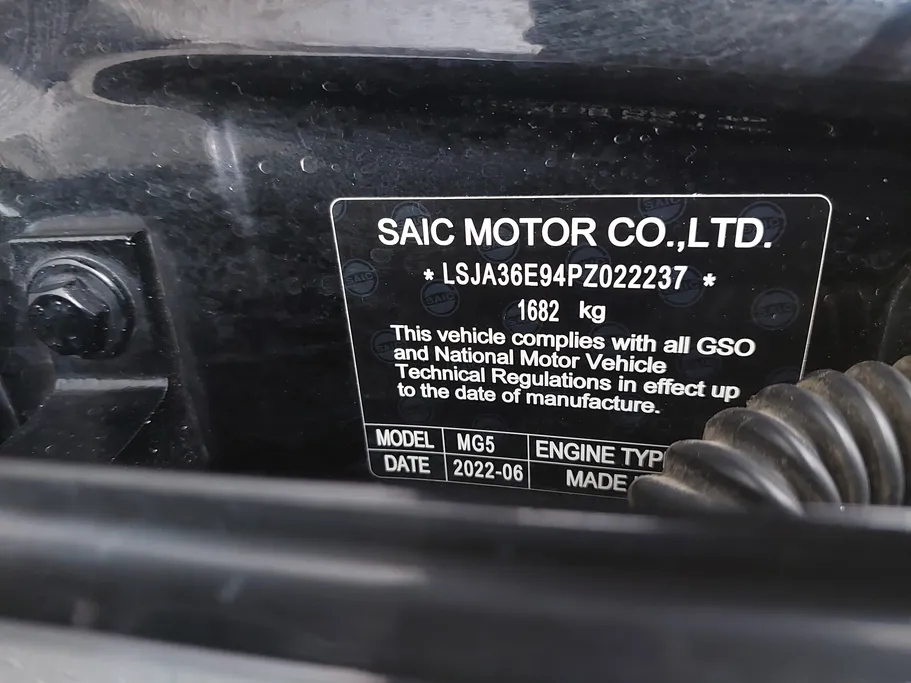 SAIC MOTOR CO.,LTD.
* LSJA36E94PZ022237 *
1682 kg
This vehicle complies with all GSO
and National Motor Vehicle
Technical Regulations in effect up
to the date of manufacture.
MODEL MG5 ENGINE TYP
DATE 2022-06 MADE